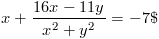 x + \frac{16x - 11y}{x^2 + y^2} = -7$